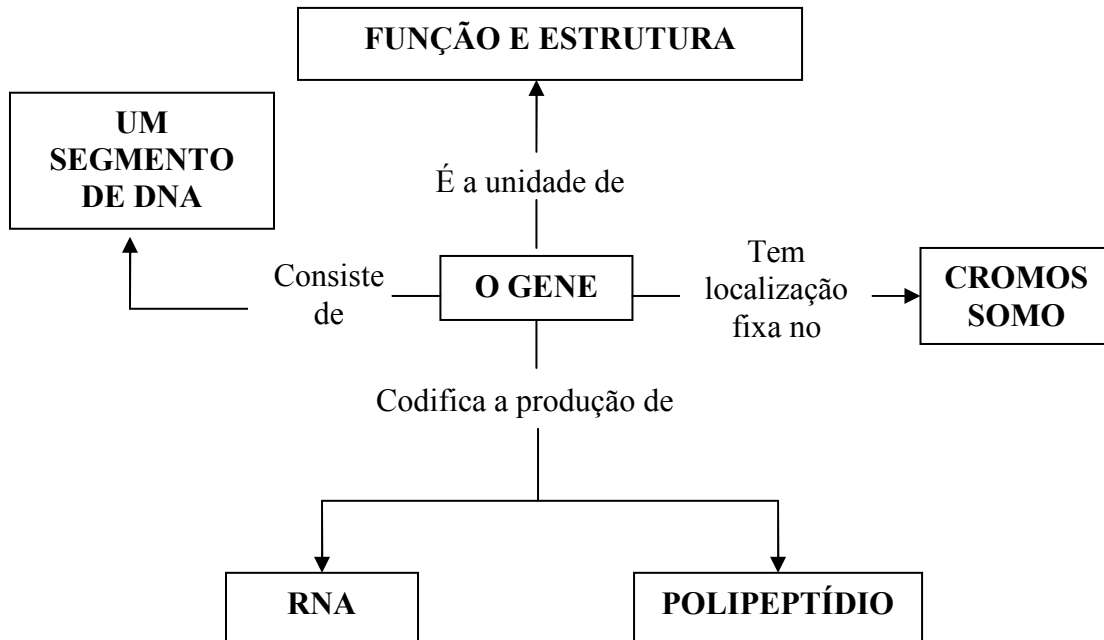 FUNÇÃO E ESTRUTURA
UM
SEGMENTO
DE DNA
É a unidade de
Consiste
de
O GENE
Tem
localização
fixa no
CROMOS
SOMO
Codifica a produção de
RNA
POLIPEPTÍDIO